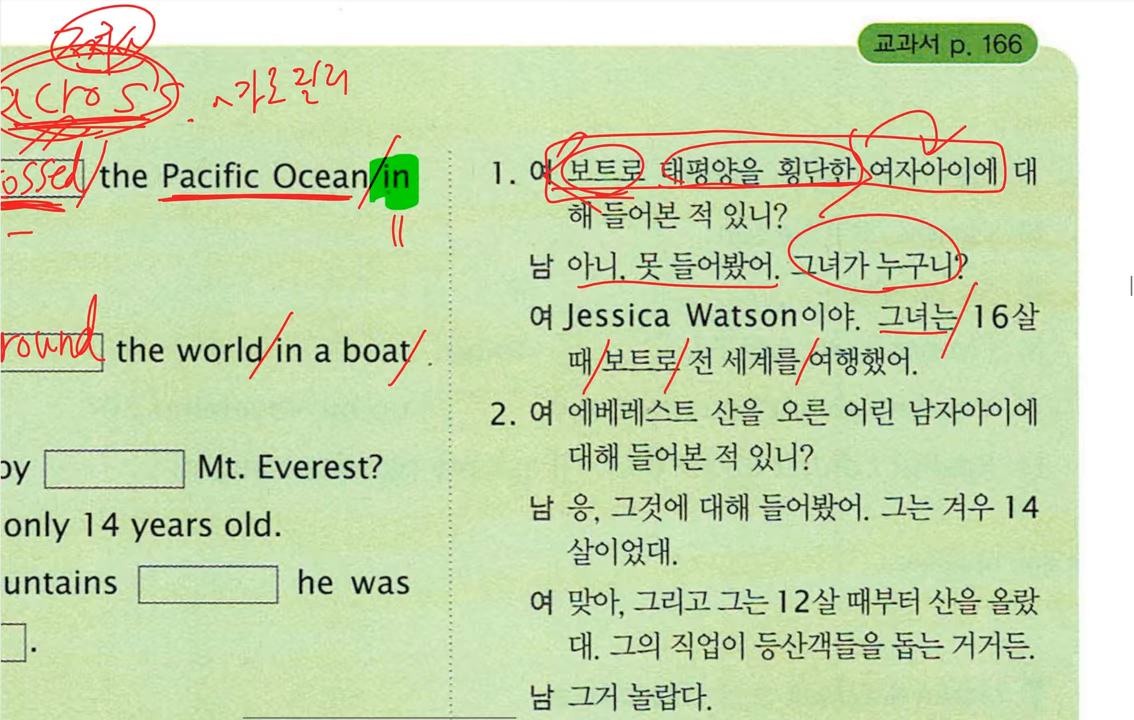 교과서 p. 166
전치사
across
~가로질러
ossed the Pacific Ocean in
round the world in a boat.
oy Mt. Everest?
only 14 years old.
untains he was
.
1. 여 보트로 태평양을 횡단한 여자아이에 대
해 들어본 적 있니?
남 아니, 못 들어봤어. 그녀가 누구니?
여 Jessica Watson이야. 그녀는 16살
때 보트로 전 세계를 여행했어.
2. 여 에베레스트 산을 오른 어린 남자아이에
대해 들어본 적 있니?
남 응, 그것에 대해 들어봤어. 그는 겨우 14
살이었대.
여 맞아, 그리고 그는 12살 때부터 산을 올랐
대. 그의 직업이 등산객들을 돕는 거거든.
남 그거 놀랍다.